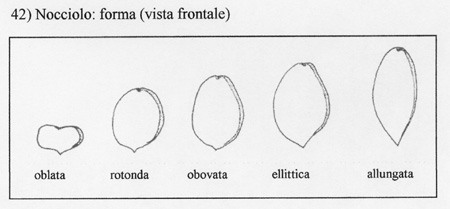 42) Nocciolo: forma (vista frontale)
oblata rotonda obovata ellittica allungata